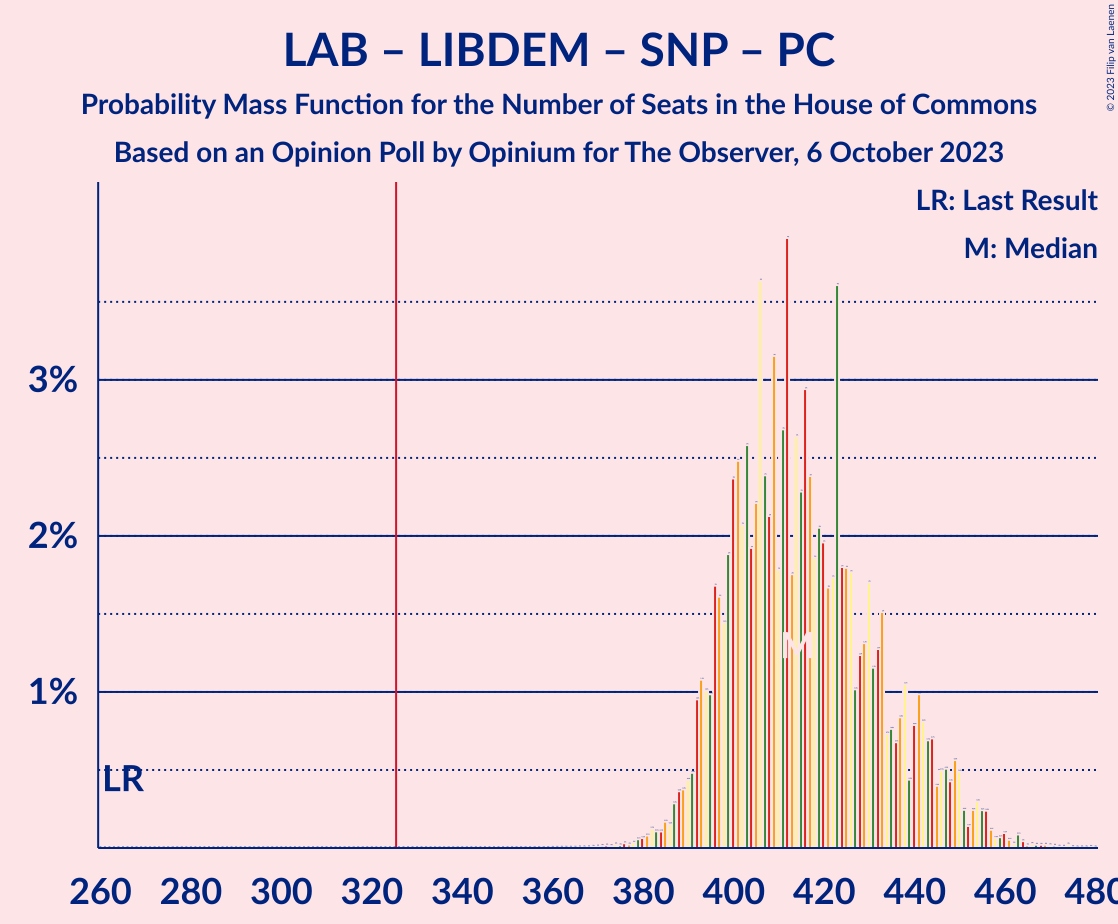 LAB – LIBDEM – SNP – PC
Probability Mass Function for the Number of Seats in the House of Commons
Based on an Opinion Poll by Opinium for The Observer, 6 October 2023
© 2023 Filip van Laenen
LR: Last Result
M: Median
3%
2%
1%
M
LR
260 280 300 320 340 360 380 400 420 440 460 480